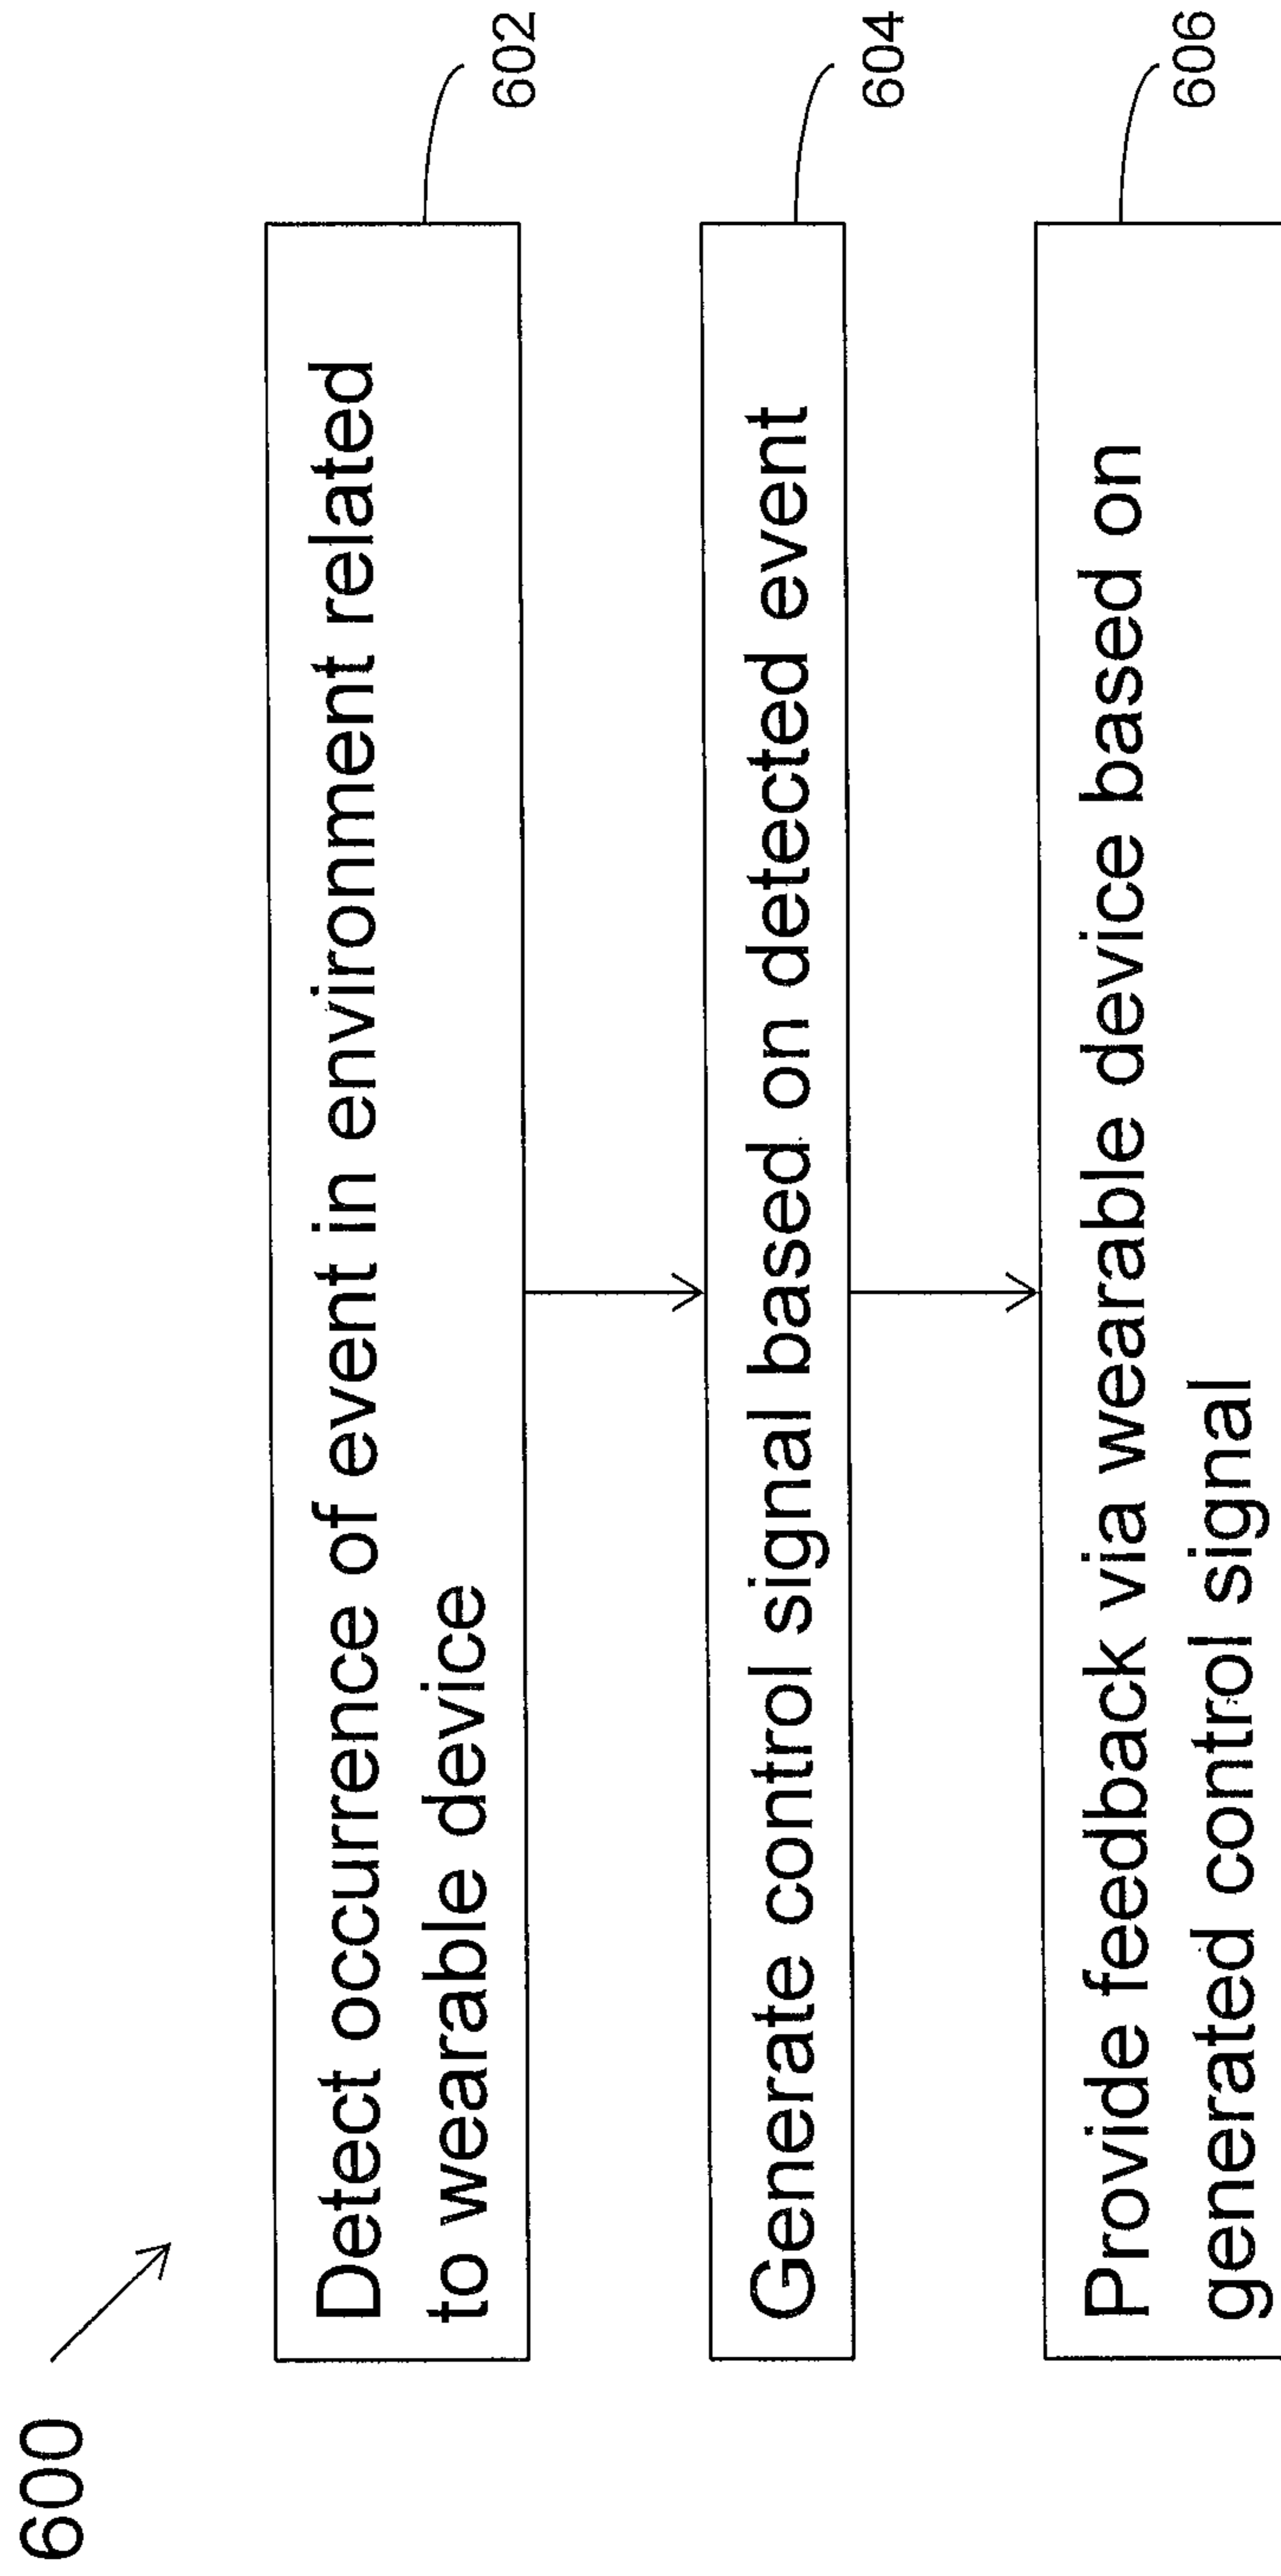 600
Detect occurrence of event in environment related
to wearable device
602
Generate control signal based on detected event
604
Provide feedback via wearable device based on
generated control signal
606